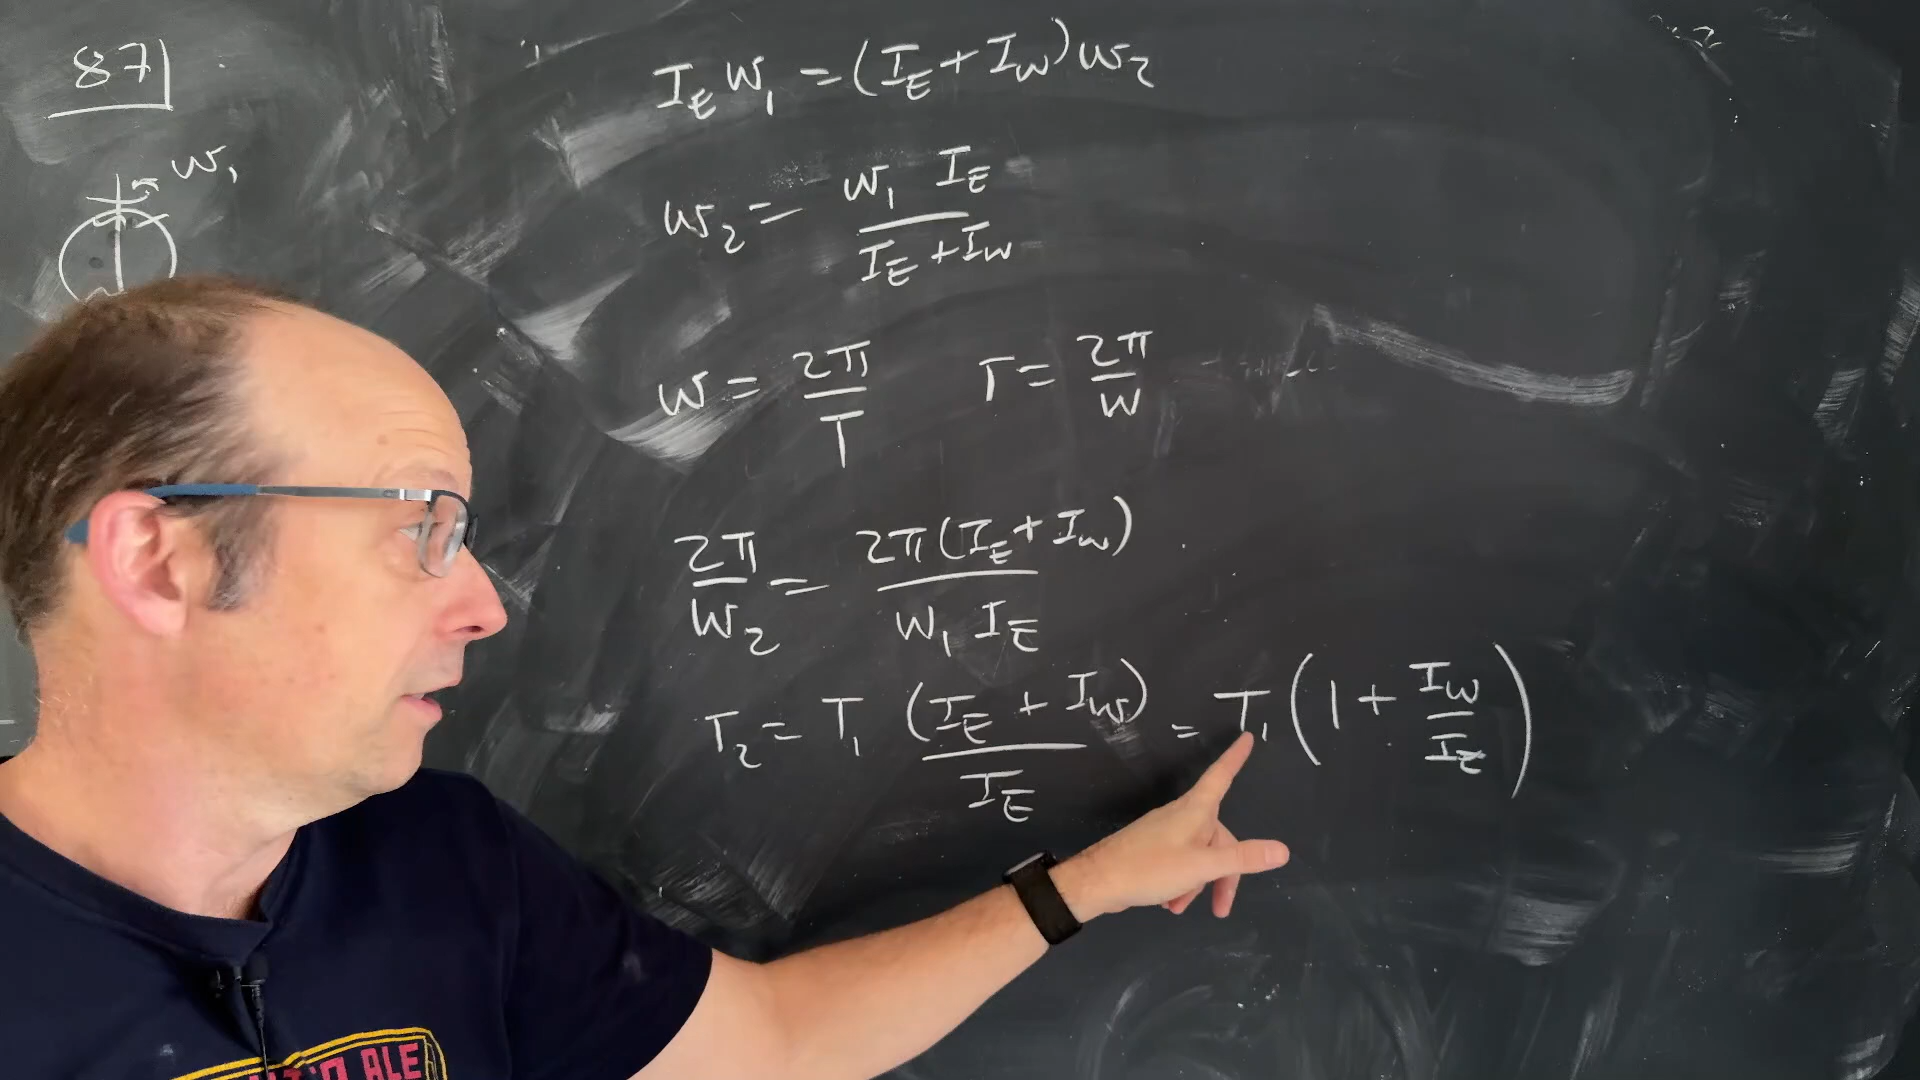 87
ω₁
I_E ω₁ = (I_E + I_W) ω₂
ω₂ = ω₁ I_E / I_E + I_W
ω = 2π / T    T = 2π / ω
2π / ω₂ = 2π (I_E + I_W) / ω₁ I_E
T₂ = T₁ (I_E + I_W) / I_E = T₁ (1 + I_W / I_E)
ALE